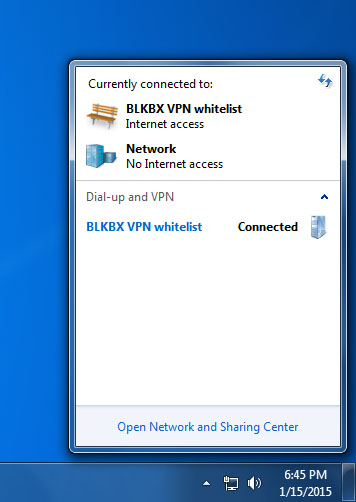 Currently connected to:
BLKBX VPN whitelist
Internet access
Network
No Internet access
Dial-up and VPN
BLKBX VPN whitelist Connected
Open Network and Sharing Center
6:45 PM
1/15/2015